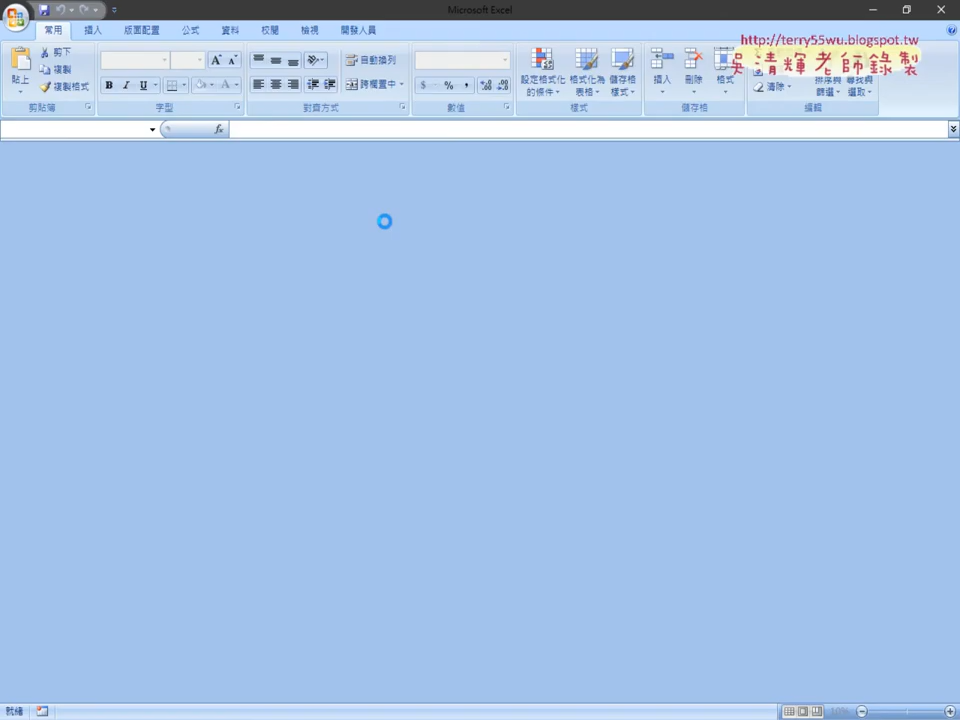 Microsoft Excel
常用 插入 版面配置 公式 資料 校閱 檢視 開發人員
http://terry55wu.blogspot.tw
吳清輝老師錄製
貼上
剪下
複製
複製格式
剪貼簿
B I U
字型
自動換列
跨欄置中
對齊方式
$ % ,
數值
設定格式化的條件
格式化為表格
儲存格樣式
樣式
插入
刪除
格式
儲存格
清除
排序與篩選
尋找與選取
編輯
fx
就緒